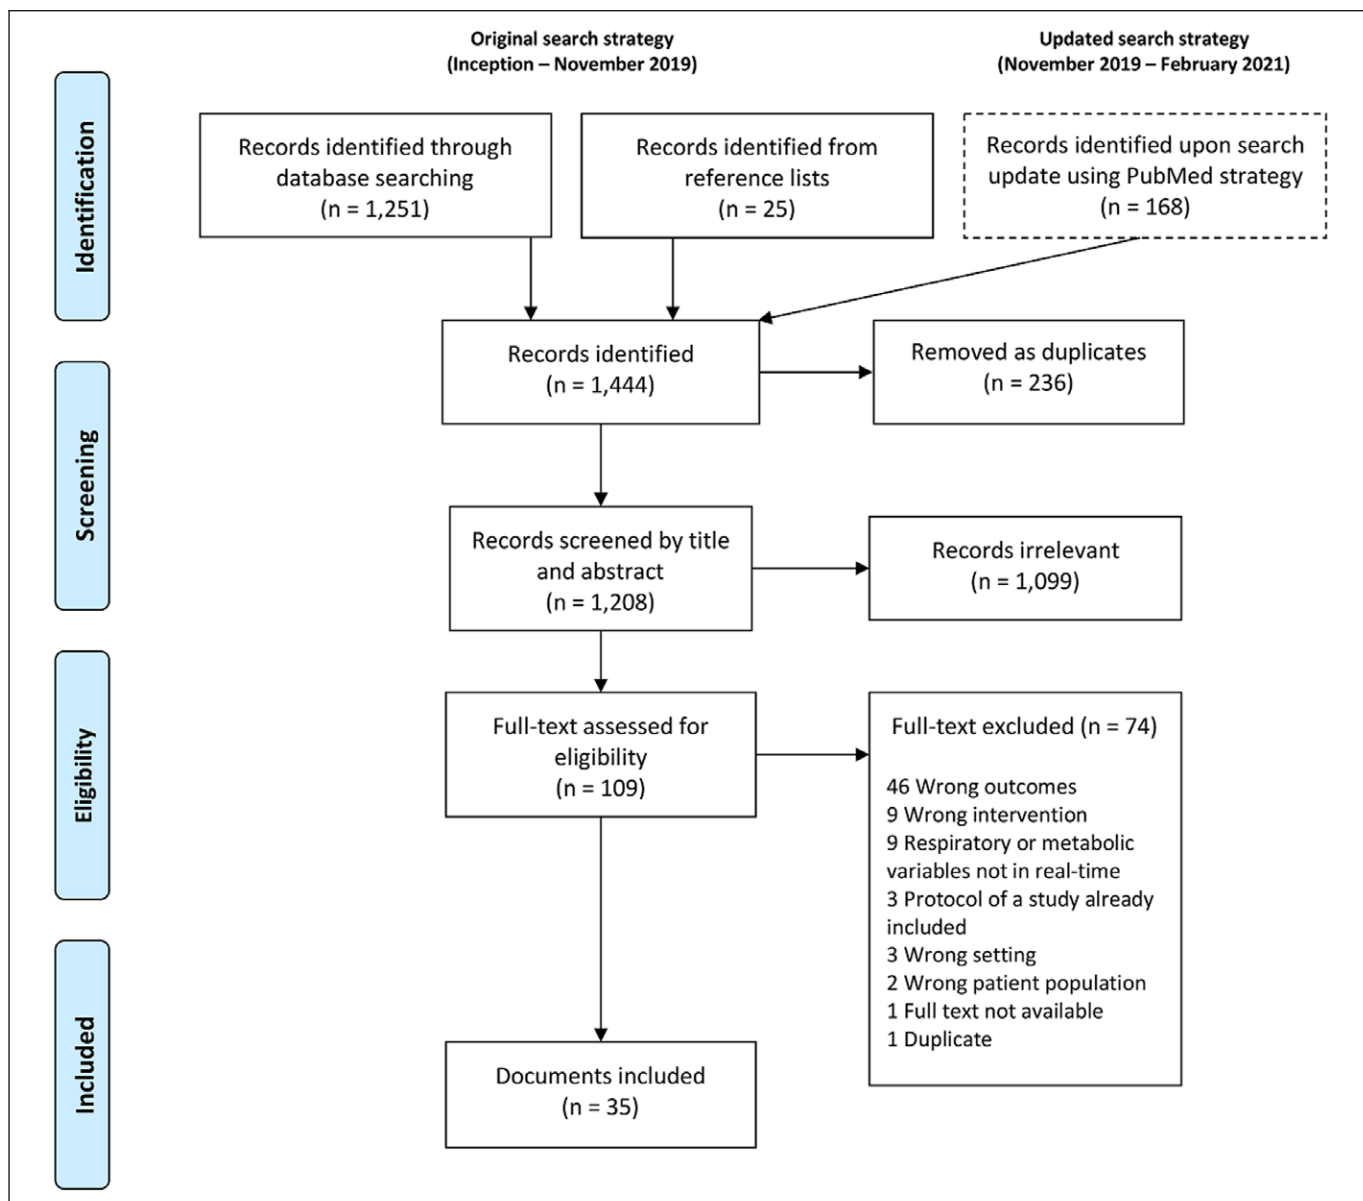 Original search strategy
(Inception – November 2019)
Updated search strategy
(November 2019 – February 2021)
Identification
Records identified through
database searching
(n = 1,251)
Records identified from
reference lists
(n = 25)
Records identified upon search
update using PubMed strategy
(n = 168)
Records identified
(n = 1,444)
Removed as duplicates
(n = 236)
Screening
Records screened by title
and abstract
(n = 1,208)
Records irrelevant
(n = 1,099)
Eligibility
Full-text assessed for
eligibility
(n = 109)
Full-text excluded (n = 74)
46 Wrong outcomes
9 Wrong intervention
9 Respiratory or metabolic
variables not in real-time
3 Protocol of a study already
included
3 Wrong setting
2 Wrong patient population
1 Full text not available
1 Duplicate
Included
Documents included
(n = 35)